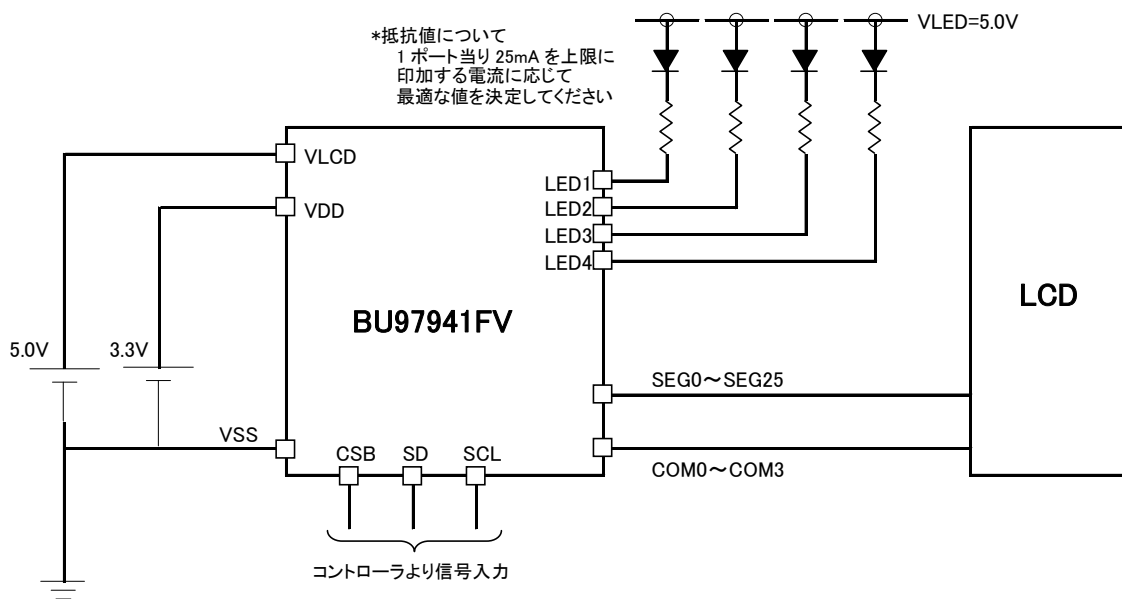 VLED=5.0V
*抵抗値について
1 ポート当り 25mA を上限に
印加する電流に応じて
最適な値を決定してください
VLCD
VDD
LED1
LED2
LED3
LED4
BU97941FV
LCD
5.0V
3.3V
SEG0～SEG25
VSS
CSB
SD
SCL
COM0～COM3
コントローラより信号入力